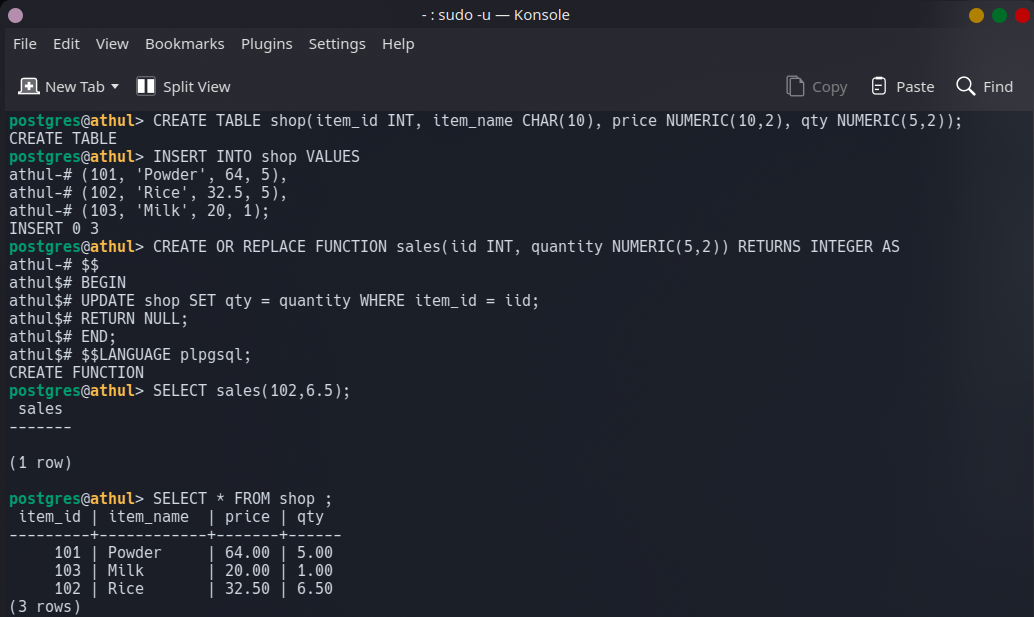 - : sudo -u — Konsole
File Edit View Bookmarks Plugins Settings Help
New Tab Split View Copy Paste Find
postgres@athul> CREATE TABLE shop(item_id INT, item_name CHAR(10), price NUMERIC(10,2), qty NUMERIC(5,2));
CREATE TABLE
postgres@athul> INSERT INTO shop VALUES
athul-# (101, 'Powder', 64, 5),
athul-# (102, 'Rice', 32.5, 5),
athul-# (103, 'Milk', 20, 1);
INSERT 0 3
postgres@athul> CREATE OR REPLACE FUNCTION sales(iid INT, quantity NUMERIC(5,2)) RETURNS INTEGER AS
athul-# $$
athul$# BEGIN
athul$# UPDATE shop SET qty = quantity WHERE item_id = iid;
athul$# RETURN NULL;
athul$# END;
athul$# $$LANGUAGE plpgsql;
CREATE FUNCTION
postgres@athul> SELECT sales(102,6.5);
 sales
-------

(1 row)

postgres@athul> SELECT * FROM shop ;
 item_id | item_name  | price | qty
---------+------------+-------+------
     101 | Powder     | 64.00 | 5.00
     103 | Milk       | 20.00 | 1.00
     102 | Rice       | 32.50 | 6.50
(3 rows)